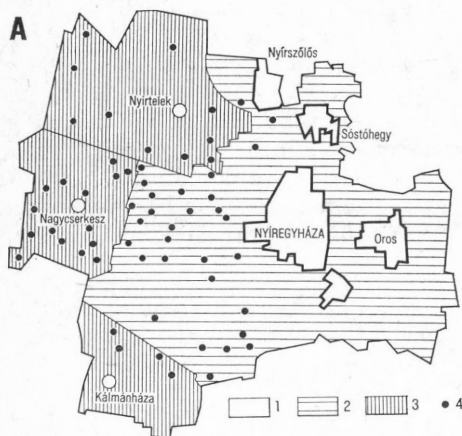 A
Nyírszőlős
Nyírtelek
Sóstóhegy
Nagycserkesz
NYÍREGYHÁZA
Oros
Kálmánháza
1 2 3 4